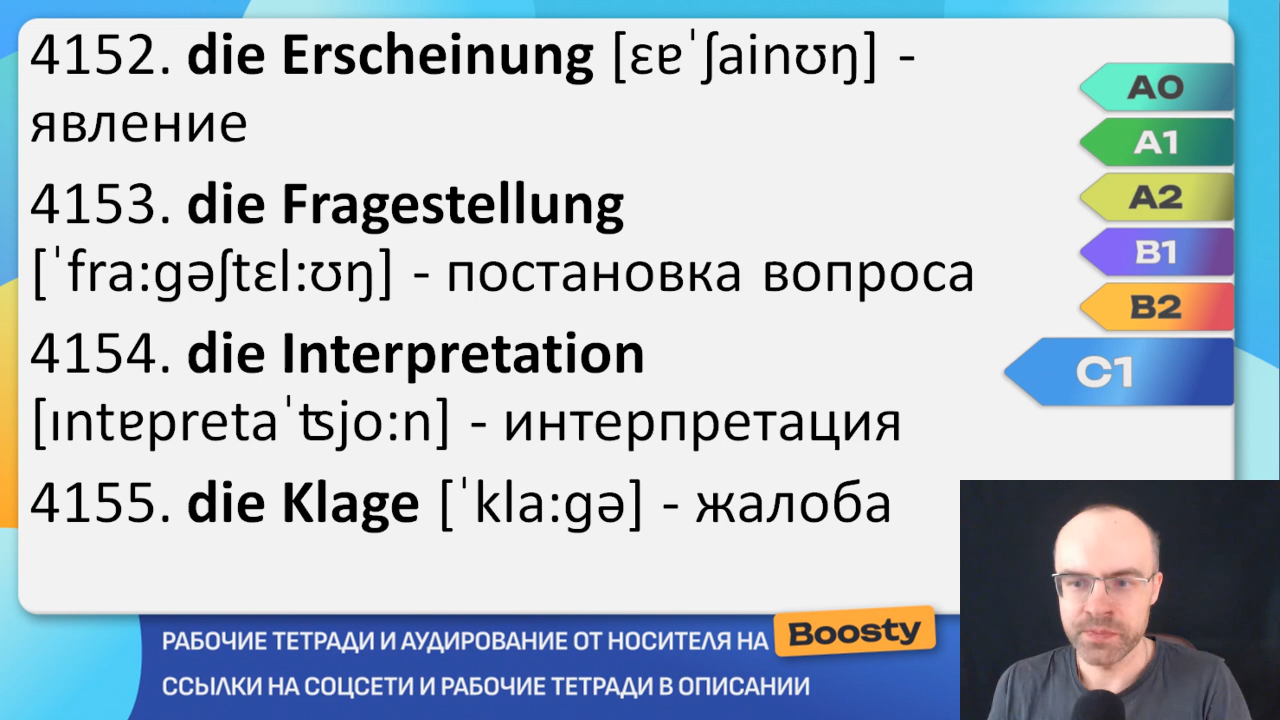 4152. die Erscheinung [ɛɐˈʃainʊŋ] -
явление
4153. die Fragestellung
[ˈfra:gəʃtɛl:ʊŋ] - постановка вопроса
4154. die Interpretation
[ıntɐpretaˈʦjo:n] - интерпретация
4155. die Klage [ˈkla:gə] - жалоба
A0
A1
A2
B1
B2
C1
РАБОЧИЕ ТЕТРАДИ И АУДИРОВАНИЕ ОТ НОСИТЕЛЯ НА Boosty
ССЫЛКИ НА СОЦСЕТИ И РАБОЧИЕ ТЕТРАДИ В ОПИСАНИИ